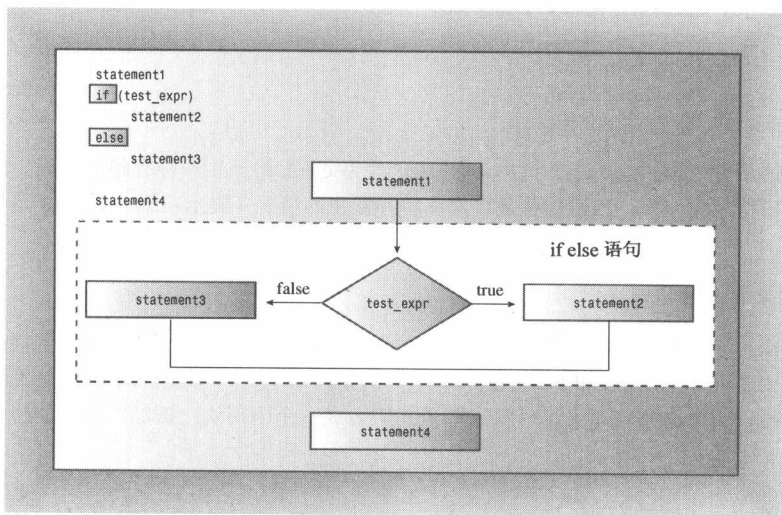 statement1
if (test_expr)
statement2
else
statement3
statement4
statement1
if else 语句
false
true
statement3
test_expr
statement2
statement4